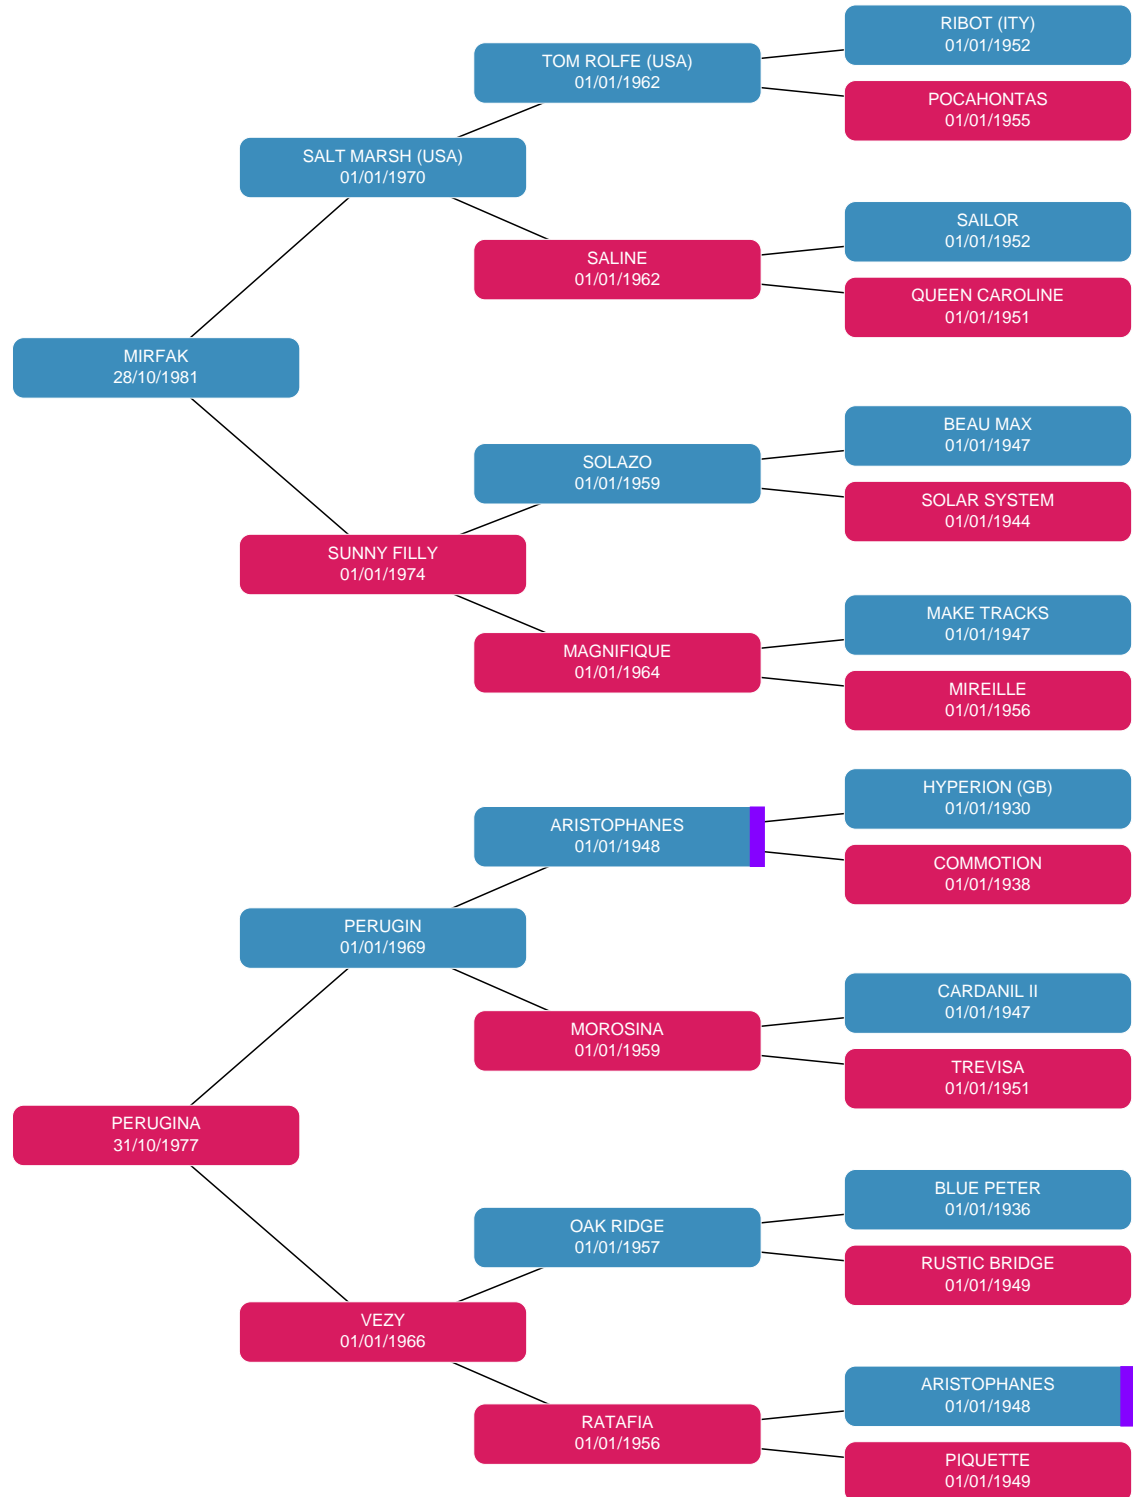 RIBOT (ITY)
01/01/1952
TOM ROLFE (USA)
01/01/1962
POCAHONTAS
01/01/1955
SALT MARSH (USA)
01/01/1970
SAILOR
01/01/1952
SALINE
01/01/1962
QUEEN CAROLINE
01/01/1951
MIRFAK
28/10/1981
BEAU MAX
01/01/1947
SOLAZO
01/01/1959
SOLAR SYSTEM
01/01/1944
SUNNY FILLY
01/01/1974
MAKE TRACKS
01/01/1947
MAGNIFIQUE
01/01/1964
MIREILLE
01/01/1956
HYPERION (GB)
01/01/1930
ARISTOPHANES
01/01/1948
COMMOTION
01/01/1938
PERUGIN
01/01/1969
CARDANIL II
01/01/1947
MOROSINA
01/01/1959
TREVISA
01/01/1951
PERUGINA
31/10/1977
BLUE PETER
01/01/1936
OAK RIDGE
01/01/1957
RUSTIC BRIDGE
01/01/1949
VEZY
01/01/1966
ARISTOPHANES
01/01/1948
RATAFIA
01/01/1956
PIQUETTE
01/01/1949